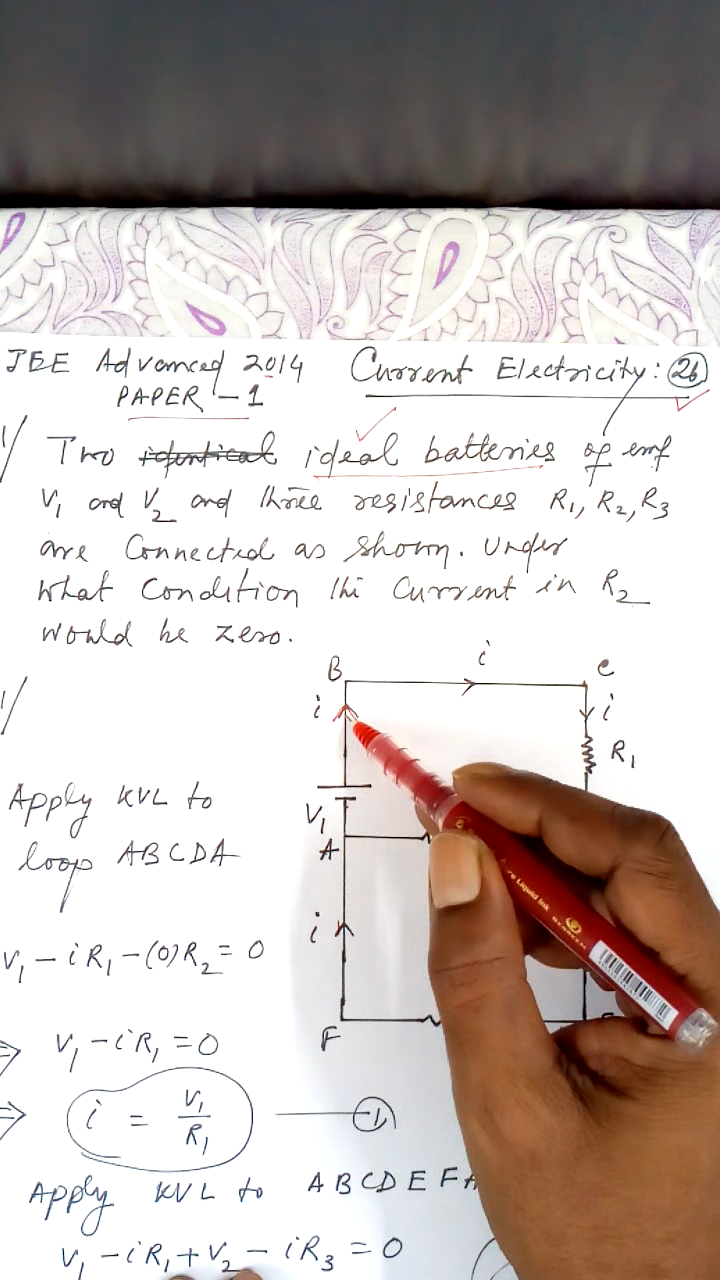 JEE Advanced 2014 Current Electricity: 26
PAPER - 1
1/ Two identical ideal batteries of emf
V1 and V2 and three resistances R1, R2, R3
are Connected as shown. Under
what Condition the Current in R2
would be zero.
1/
B i C
i i
R1
V1
A
i
F
Apply KVL to
loop ABCDA
V1 - iR1 - (0)R2 = 0
⇒ V1 - iR1 = 0
⇒ i = V1/R1 — 1
Apply KVL to ABCDEFA
V1 - iR1 + V2 - iR3 = 0